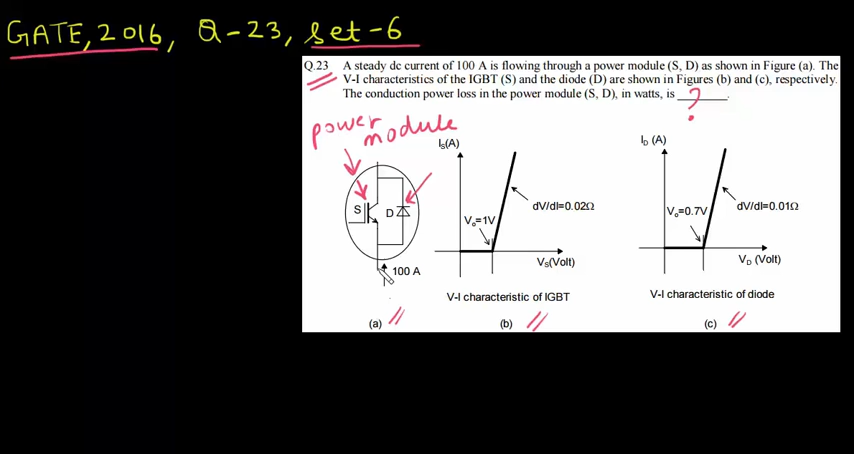 GATE, 2016, Q-23, set-6
Q.23 A steady dc current of 100 A is flowing through a power module (S, D) as shown in Figure (a). The
V-I characteristics of the IGBT (S) and the diode (D) are shown in Figures (b) and (c), respectively.
The conduction power loss in the power module (S, D), in watts, is ________.
?
power
module
IS(A)
ID (A)
S
D
V₀=1V
dV/dI=0.02Ω
V₀=0.7V
dV/dI=0.01Ω
100 A
VS(Volt)
VD (Volt)
V-I characteristic of IGBT
V-I characteristic of diode
(a)
(b)
(c)